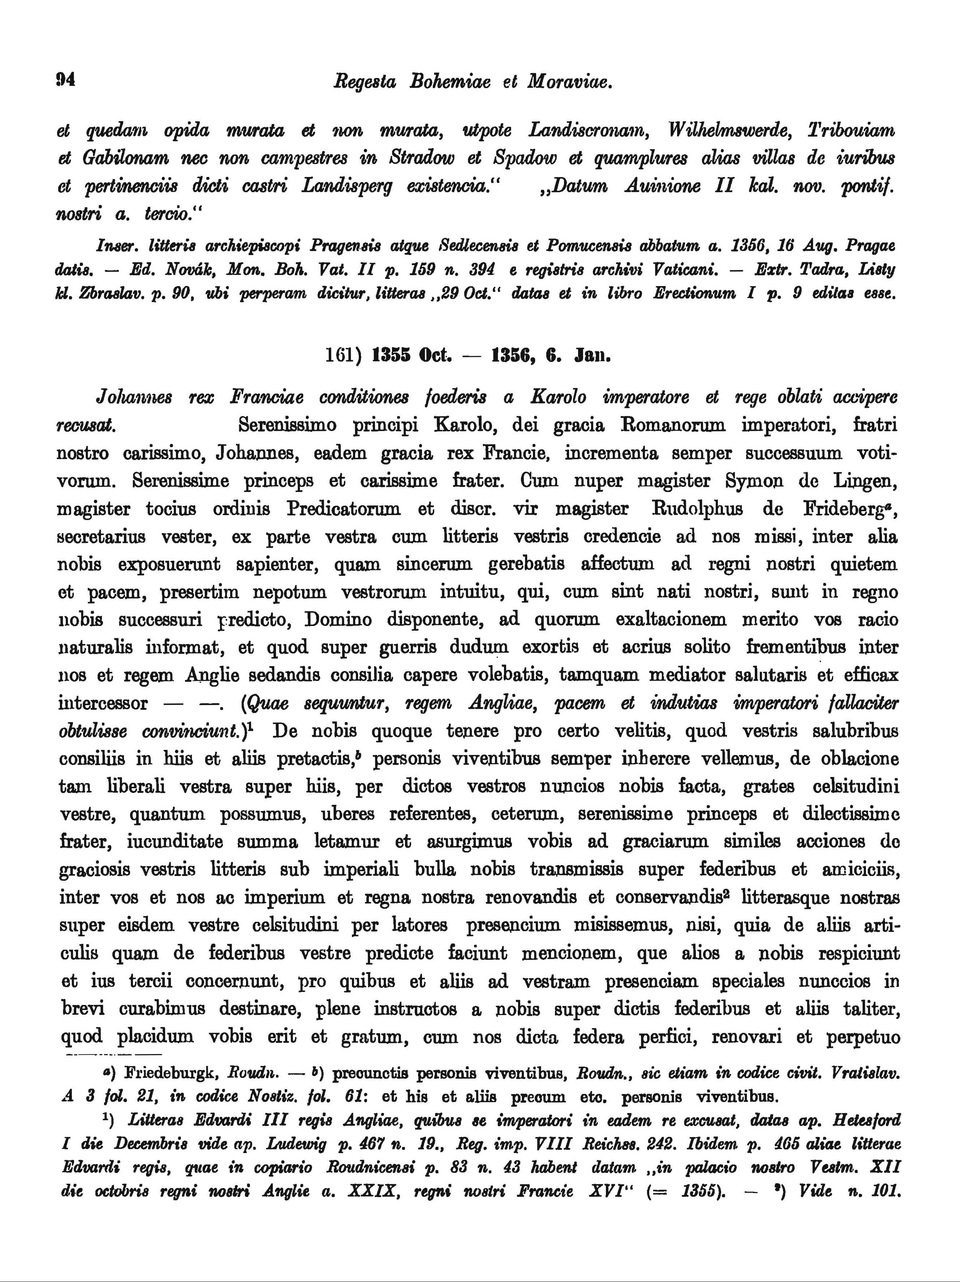 94
Regesta Bohemiae et Moraviae.
et quedam opida murata et non murata, utpote Landiscronam, Wilhelmswerde, Tribouiam
et Gabilonam nec non campestres in Stradow et Spadow et quamplures alias villas de iuribus
et pertinenciis dicti castri Landisperg existencia." „Datum Auinione II kal. nov. pontif.
nostri a. tercio."
Inser. litteris archiepiscopi Pragensis atque Sedlecensis et Pomucensis abbatum a. 1356, 16 Aug. Pragae
datis. — Ed. Novák, Mon. Boh. Vat. II p. 159 n. 394 e registris archivi Vaticani. — Extr. Tadra, Listy
kl. Zbraslav. p. 90, ubi perperam dicitur, litteras „29 Oct." datas et in libro Erectionum I p. 9 editas esse.
161) 1355 Oct. — 1356, 6. Jan.
Johannes rex Franciae conditiones foederis a Karolo imperatore et rege oblati accipere
recusat. Serenissimo principi Karolo, dei gracia Romanorum imperatori, fratri
nostro carissimo, Johannes, eadem gracia rex Francie, incrementa semper successuum voti-
vorum. Serenissime princeps et carissime frater. Cum nuper magister Symon de Lingen,
magister tocius ordinis Predicatorum et discr. vir magister Rudolphus de Fridebergᵃ,
secretarius vester, ex parte vestra cum litteris vestris credencie ad nos missi, inter alia
nobis exposuerunt sapienter, quam sincerum gerebatis affectum ad regni nostri quietem
et pacem, presertim nepotum vestrorum intuitu, qui, cum sint nati nostri, sunt in regno
nobis successuri predicto, Domino disponente, ad quorum exaltacionem merito vos racio
naturalis informat, et quod super guerris dudum exortis et acrius solito frementibus inter
nos et regem Anglie sedandis consilia capere volebatis, tamquam mediator salutaris et efficax
intercessor — —. (Quae sequuntur, regem Angliae, pacem et indutias imperatori fallaciter
obtulisse convinciunt.)¹ De nobis quoque tenere pro certo velitis, quod vestris salubribus
consiliis in hiis et aliis pretactis,ᵇ personis viventibus semper inherere vellemus, de oblacione
tam liberali vestra super hiis, per dictos vestros nuncios nobis facta, grates celsitudini
vestre, quantum possumus, uberes referentes, ceterum, serenissime princeps et dilectissime
frater, iucunditate summa letamur et asurgimus vobis ad graciarum similes acciones de
graciosis vestris litteris sub imperiali bulla nobis transmissis super federibus et amiciciis,
inter vos et nos ac imperium et regna nostra renovandis et conservandis² litterasque nostras
super eisdem vestre celsitudini per latores presencium misissemus, nisi, quia de aliis arti-
culis quam de federibus vestre predicte faciunt mencionem, que alios a nobis respiciunt
et ius tercii concernunt, pro quibus et aliis ad vestram presenciam speciales nunccios in
brevi curabimus destinare, plene instructos a nobis super dictis federibus et aliis taliter,
quod placidum vobis erit et gratum, cum nos dicta federa perfici, renovari et perpetuo
ᵃ) Friedeburgk, Roudn. — ᵇ) precunctis personis viventibus, Roudn., sic etiam in codice civit. Vratislav.
A 3 fol. 21, in codice Nostiz. fol. 61: et his et aliis precum etc. personis viventibus.
¹) Litteras Edvardi III regis Angliae, quibus se imperatori in eadem re excusat, datas ap. Hetesford
I die Decembris vide ap. Ludewig p. 467 n. 19., Reg. imp. VIII Reichss. 242. Ibidem p. 465 aliae litterae
Edvardi regis, quae in copiario Roudnicensi p. 83 n. 43 habent datam „in palacio nostro Vestm. XII
die octobris regni nostri Anglie a. XXIX, regni nostri Francie XVI" (= 1355). — ²) Vide n. 101.